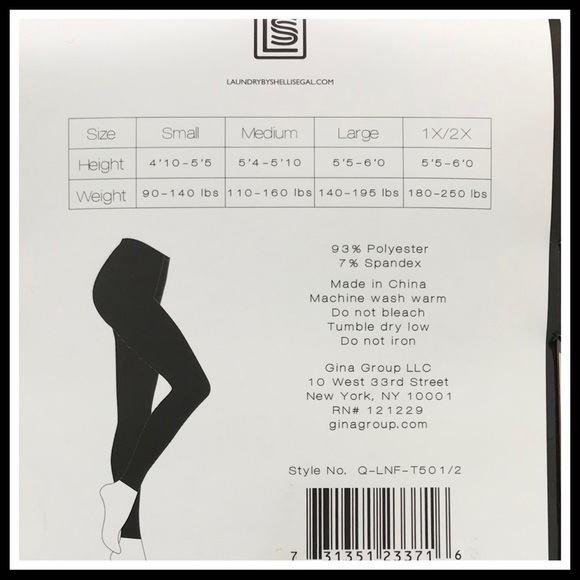 LS
LAUNDRYBYSHELLISEGAL.COM
Size Small Medium Large 1X/2X
Height 4'10-5'5 5'4-5'10 5'5-6'0 5'5-6'0
Weight 90-140 lbs 110-160 lbs 140-195 lbs 180-250 lbs
93% Polyester
7% Spandex
Made in China
Machine wash warm
Do not bleach
Tumble dry low
Do not iron
Gina Group LLC
10 West 33rd Street
New York, NY 10001
RN# 121229
ginagroup.com
Style No. Q-LNF-T501/2
7 31351 23371 6